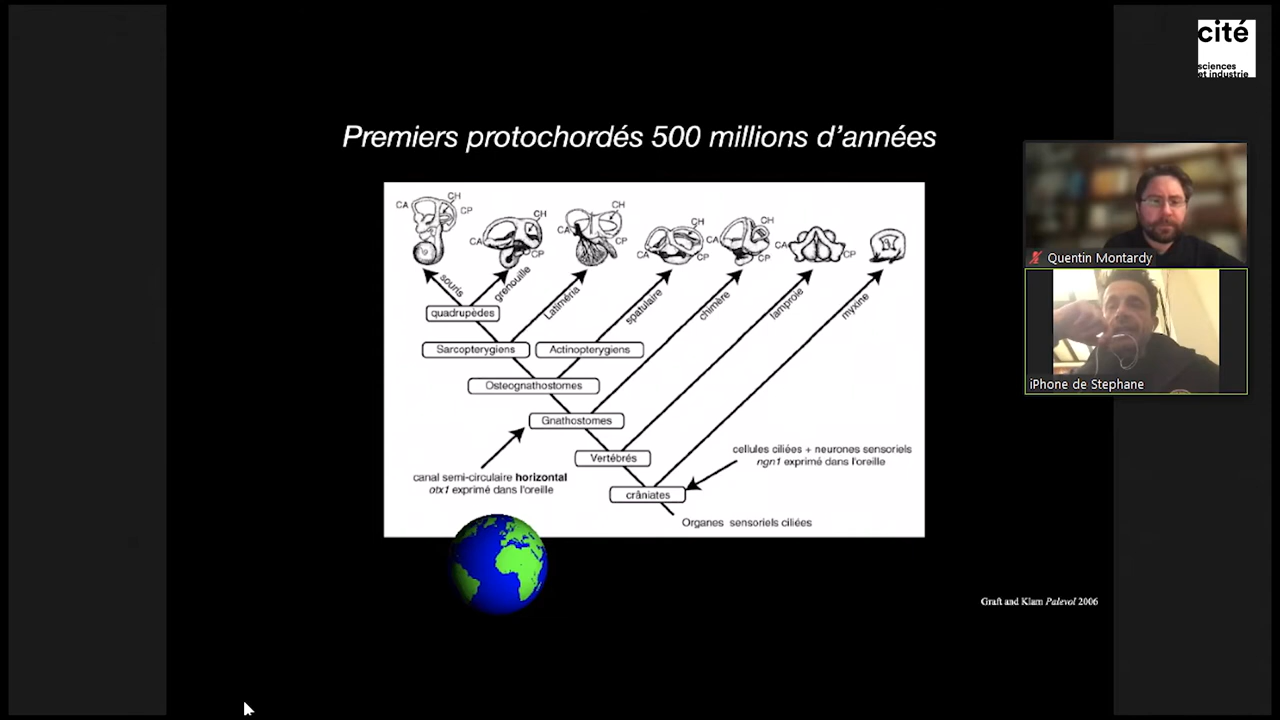 cité
sciences
et industrie
Premiers protochordés 500 millions d'années
CA
CH
CP
CA
CH
CP
CA
CH
CP
CA
CH
CP
CA
CH
CP
CA
CP
souris
grenouille
Latiméria
spatulaire
chimère
lamproie
myxine
quadrupèdes
Sarcopterygiens
Actinopterygiens
Osteognathostomes
Gnathostomes
Vertébrés
crâniates
canal semi-circulaire horizontal
otx1 exprimé dans l'oreille
cellules ciliées + neurones sensoriels
ngn1 exprimé dans l'oreille
Organes sensoriels ciliées
Quentin Montardy
iPhone de Stephane
Graft and Klam Palevol 2006